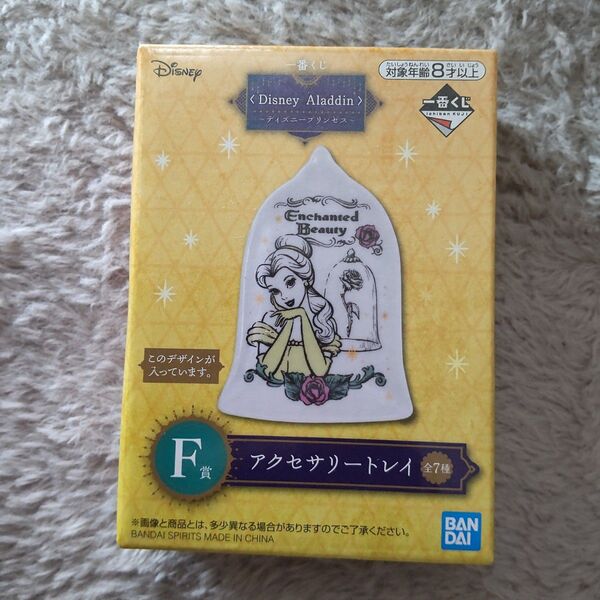 Disney
一番くじ
〈Disney Aladdin〉
～ディズニープリンセス～
たいしょうねんれい 8さい い じょう
対象年齢8才以上
一番くじ
Ichiban KUJI
Enchanted
Beauty
このデザインが
入っています。
F賞
アクセサリートレイ 全7種
※画像と商品とは、多少異なる場合がありますのでご了承ください。
BANDAI SPIRITS MADE IN CHINA
BAN
DAI